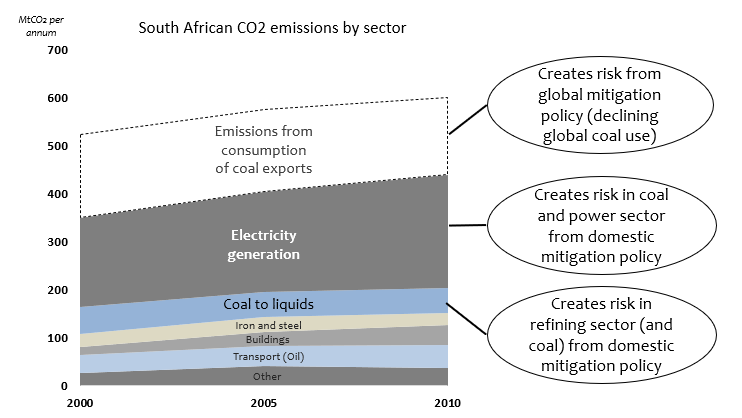 MtCO2 per
annum
South African CO2 emissions by sector
700
600
500
400
300
200
100
0
2000
2005
2010
Emissions from
consumption
of coal exports
Electricity
generation
Coal to liquids
Iron and steel
Buildings
Transport (Oil)
Other
Creates risk from
global mitigation
policy (declining
global coal use)
Creates risk in coal
and power sector
from domestic
mitigation policy
Creates risk in
refining sector (and
coal) from domestic
mitigation policy